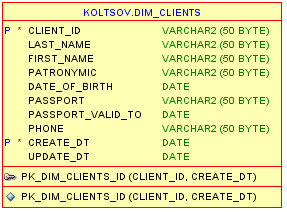 KOLTSOV.DIM_CLIENTS
P * CLIENT_ID VARCHAR2 (50 BYTE)
LAST_NAME VARCHAR2 (50 BYTE)
FIRST_NAME VARCHAR2 (50 BYTE)
PATRONYMIC VARCHAR2 (50 BYTE)
DATE_OF_BIRTH DATE
PASSPORT VARCHAR2 (50 BYTE)
PASSPORT_VALID_TO DATE
PHONE VARCHAR2 (50 BYTE)
P * CREATE_DT DATE
UPDATE_DT DATE
PK_DIM_CLIENTS_ID (CLIENT_ID, CREATE_DT)
PK_DIM_CLIENTS_ID (CLIENT_ID, CREATE_DT)